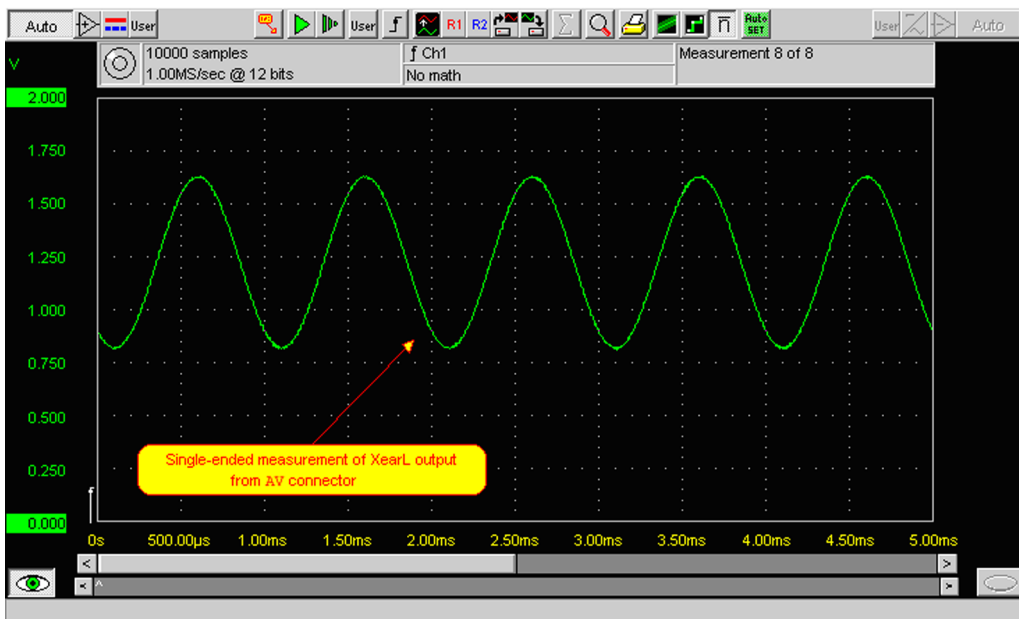 Auto User User R1 R2 Auto SET User Auto
10000 samples
1.00MS/sec @ 12 bits
ƒ Ch1
No math
Measurement 8 of 8
V
2.000
1.750
1.500
1.250
1.000
0.750
0.500
0.250
0.000
Single-ended measurement of XearL output
from AV connector
0s 500.00µs 1.00ms 1.50ms 2.00ms 2.50ms 3.00ms 3.50ms 4.00ms 4.50ms 5.00ms